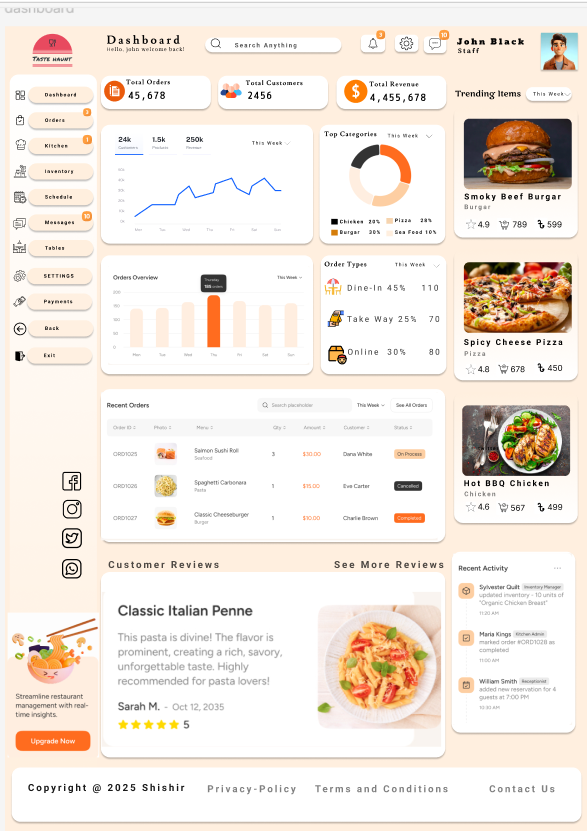 dashboard
TASTE HAUNT
Dashboard
Hello, john welcome back!
Search Anything
3
10
John Black
Staff
Dashboard
Orders
3
Kitchen
1
Inventory
Schedule
Messages
10
Tables
SETTINGS
Payments
Back
Exit
Total Orders
45,678
Total Customers
2456
Total Revenue
4,455,678
Trending Items
This Week
24k
Customers
1.5k
Products
250k
Revenue
This Week
Mon Tue Wed Thu Fri Sat Sun
Top Categories
This Week
Chicken 20%
Pizza 28%
Burgar 30%
Sea Food 10%
Smoky Beef Burgar
Burgar
4.9 789 599
Orders Overview
This Week
Thursday
185 orders
200
150
100
50
0
Mon Tue Wed Thu Fri Sat Sun
Order Types
This Week
Dine-In 45% 110
Take Way 25% 70
Online 30% 80
Spicy Cheese Pizza
Pizza
4.8 678 450
Recent Orders
Search placeholder
This Week
See All Orders
Order ID Photo Menu Qty Amount Customer Status
ORD1025 Salmon Sushi Roll 3 $30.00 Dana White On Process
Seafood
ORD1026 Spaghetti Carbonara 1 $15.00 Eve Carter Cancelled
Pasta
ORD1027 Classic Cheeseburger 1 $10.00 Charlie Brown Completed
Burger
Hot BBQ Chicken
Chicken
4.6 567 499
Customer Reviews
See More Reviews
Classic Italian Penne
This pasta is divine! The flavor is
prominent, creating a rich, savory,
unforgettable taste. Highly
recommended for pasta lovers!
Sarah M. - Oct 12, 2035
5
Recent Activity
Sylvester Quilt Inventory Manager
updated inventory - 10 units of
"Organic Chicken Breast"
11:20 AM
Maria Kings Kitchen Admin
marked order #ORD1028 as
completed
11:00 AM
William Smith Receptionist
added new reservation for 4
guests at 7:00 PM
10:30 AM
Streamline restaurant
management with real-
time insights.
Upgrade Now
Copyright @ 2025 Shishir
Privacy-Policy
Terms and Conditions
Contact Us